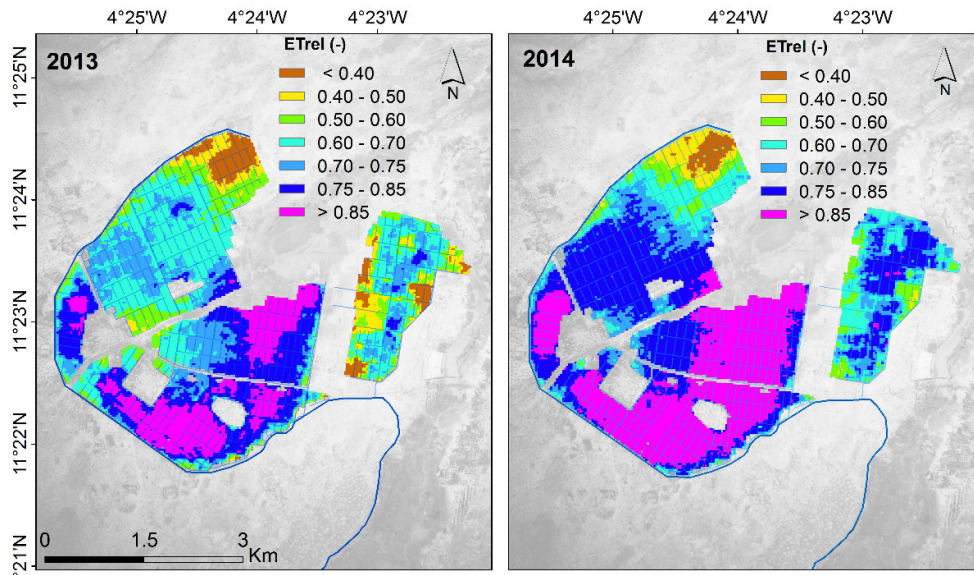 4°25'W 4°24'W 4°23'W 4°25'W 4°24'W 4°23'W
2013
ETrel (-)
< 0.40
0.40 - 0.50
0.50 - 0.60
0.60 - 0.70
0.70 - 0.75
0.75 - 0.85
> 0.85
N
2014
ETrel (-)
< 0.40
0.40 - 0.50
0.50 - 0.60
0.60 - 0.70
0.70 - 0.75
0.75 - 0.85
> 0.85
N
11°25'N
11°24'N
11°23'N
11°22'N
°21'N
0 1.5 3
Km